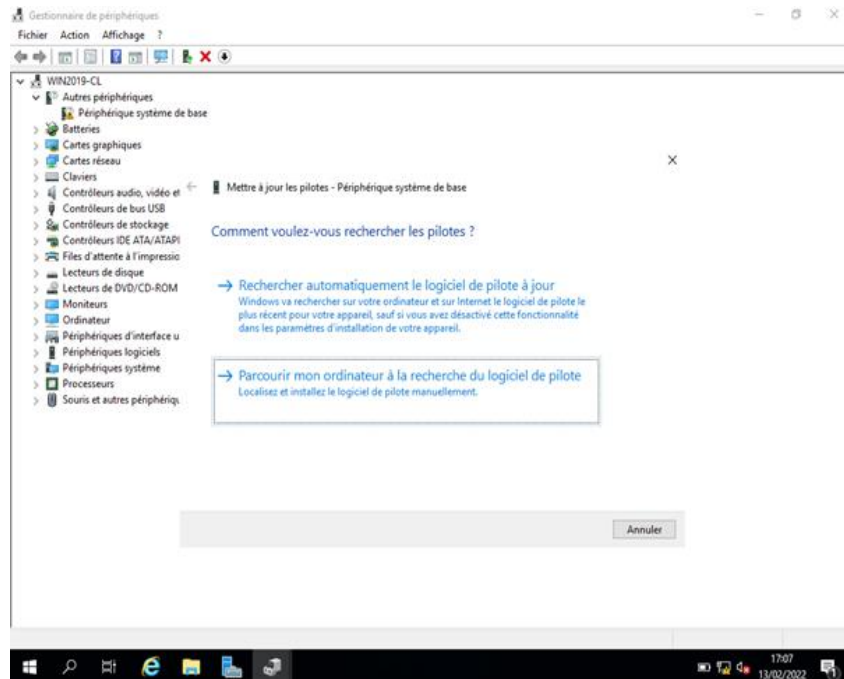 Gestionnaire de périphériques
Fichier Action Affichage ?
WIN2019-CL
Autres périphériques
Périphérique système de base
Batteries
Cartes graphiques
Cartes réseau
Claviers
Contrôleurs audio, vidéo et
Contrôleurs de bus USB
Contrôleurs de stockage
Contrôleurs IDE ATA/ATAPI
Files d'attente à l'impressio
Lecteurs de disque
Lecteurs de DVD/CD-ROM
Moniteurs
Ordinateur
Périphériques d'interface u
Périphériques logiciels
Périphériques système
Processeurs
Souris et autres périphériqu
Mettre à jour les pilotes - Périphérique système de base
Comment voulez-vous rechercher les pilotes ?
Rechercher automatiquement le logiciel de pilote à jour
Windows va rechercher sur votre ordinateur et sur Internet le logiciel de pilote le
plus récent pour votre appareil, sauf si vous avez désactivé cette fonctionnalité
dans les paramètres d'installation de votre appareil.
Parcourir mon ordinateur à la recherche du logiciel de pilote
Localisez et installez le logiciel de pilote manuellement.
Annuler
17:07
13/02/2022